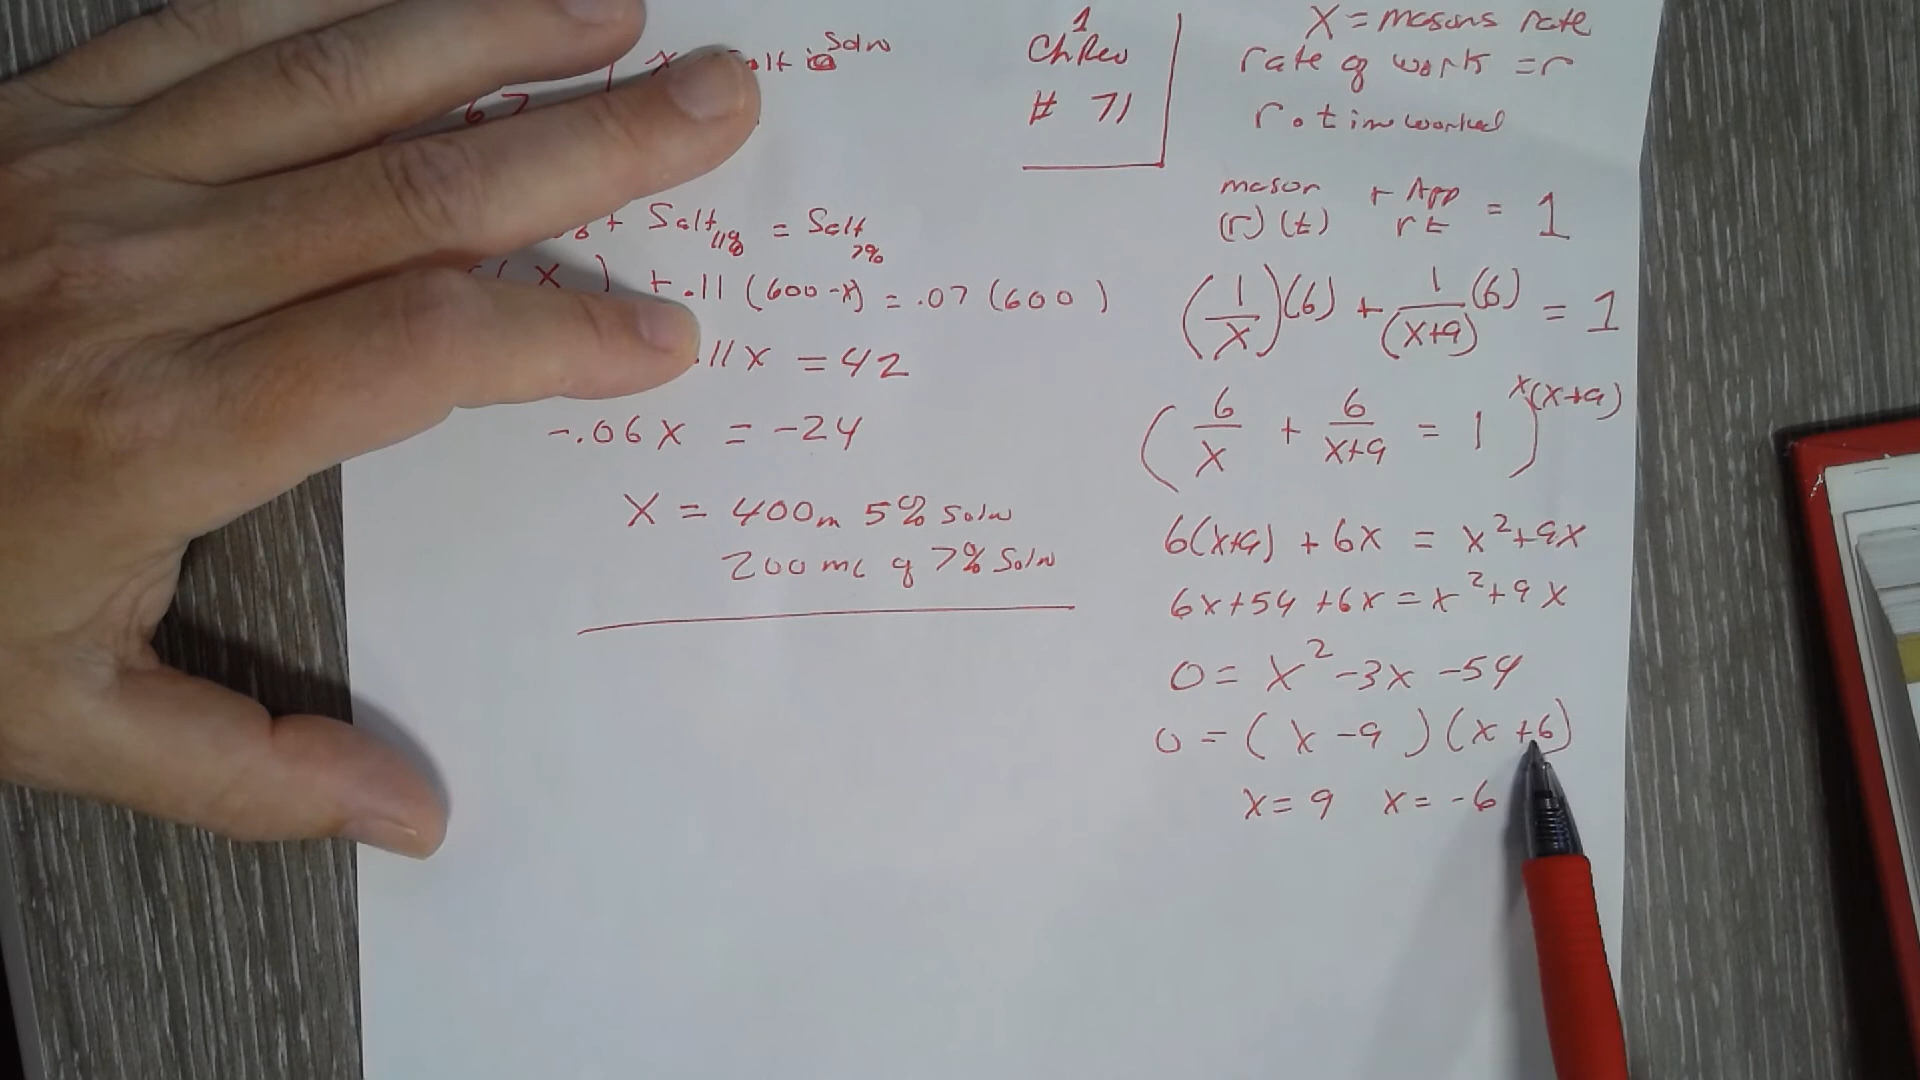 x Soln
67
+ Salt 11% = Salt 7%
( x ) + .11 (600 -x) = .07 (600)
.11x = 42
-.06x = -24
X = 400m 5% Soln
200 mL of 7% Soln
1
Ch Rev
# 71
X = masons rate
rate of work = r
r • time worked
mason + App
(r) (t) rt = 1
(1/x)(6) + 1/(x+9) (6) = 1
(6/x + 6/x+9 = 1) x(x+9)
6(x+9) + 6x = x²+9x
6x+54 +6x = x²+9x
0 = x² -3x -54
0 = (x -9) (x +6)
x = 9 x = -6